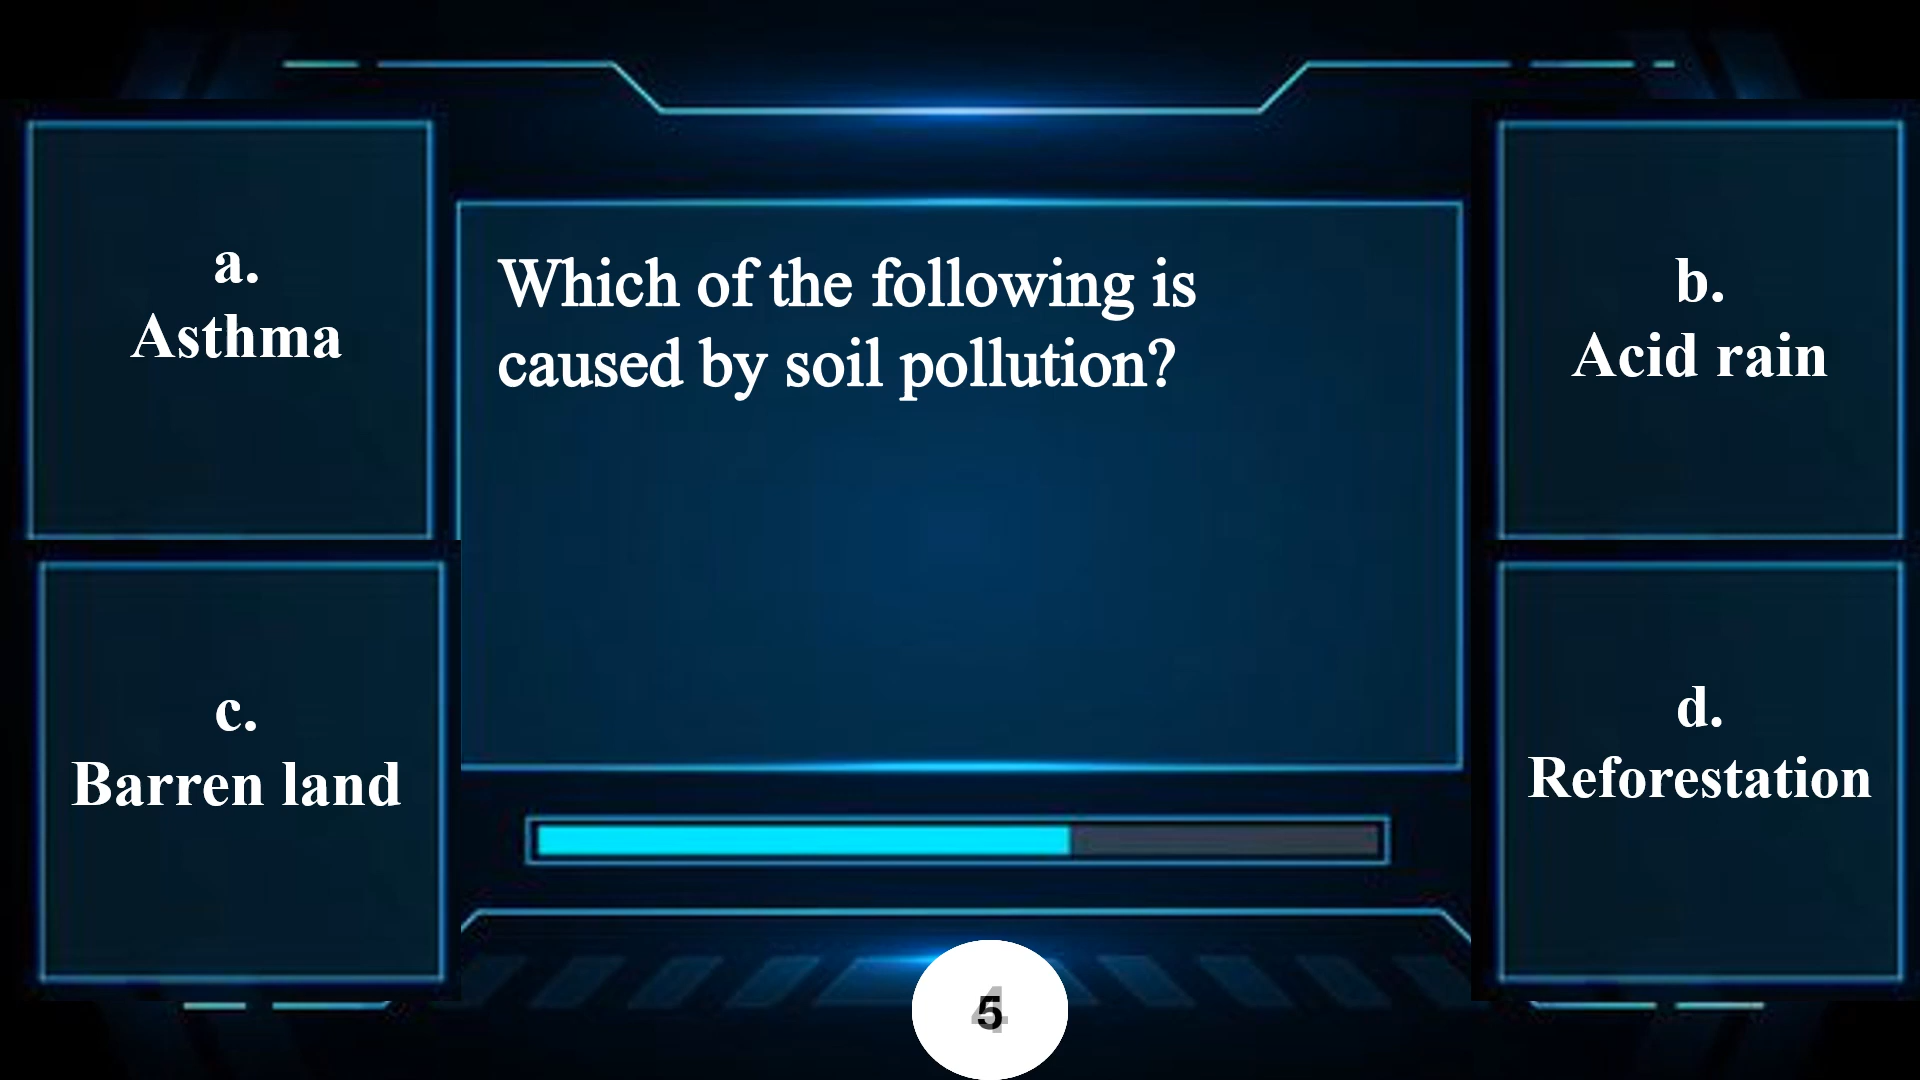 Which of the following is
caused by soil pollution?
a.
Asthma
b.
Acid rain
c.
Barren land
d.
Reforestation
5